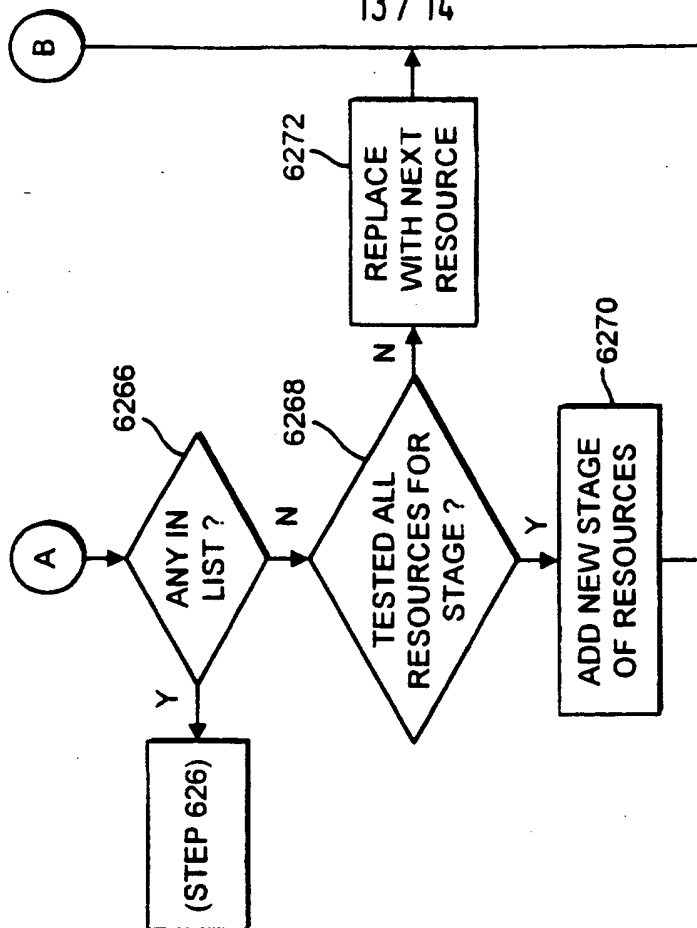 13 / 14
A
B
6266
ANY IN
LIST ?
Y
N
(STEP 626)
6268
TESTED ALL
RESOURCES FOR
STAGE ?
N
Y
6272
REPLACE
WITH NEXT
RESOURCE
6270
ADD NEW STAGE
OF RESOURCES